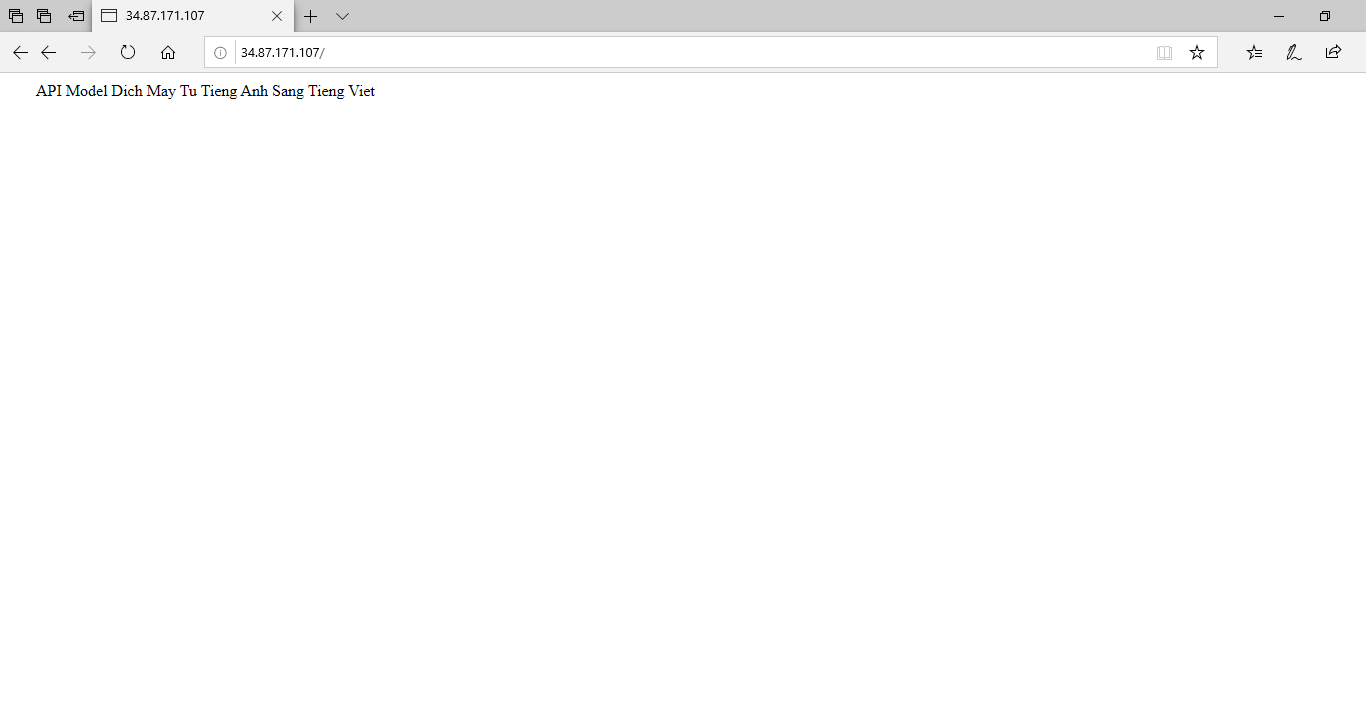 34.87.171.107
34.87.171.107/
API Model Dich May Tu Tieng Anh Sang Tieng Viet